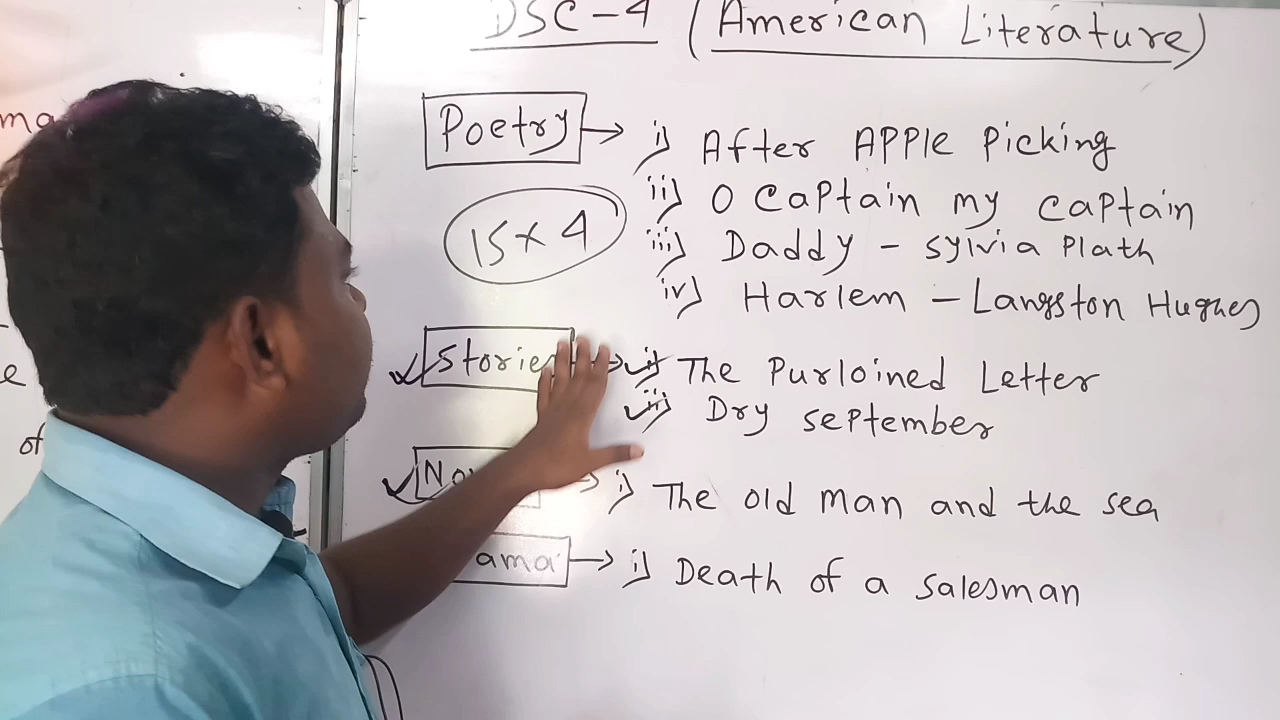 DSC-4 (American Literature)
Poetry → i) After APPle Picking
ii) O captain my captain
15 x 4
iii) Daddy - Sylvia Plath
iv) Harlem - Langston Hughes
Stories → i) The Purloined Letter
ii) Dry september
→ i) The old man and the sea
→ i) Death of a salesman
of